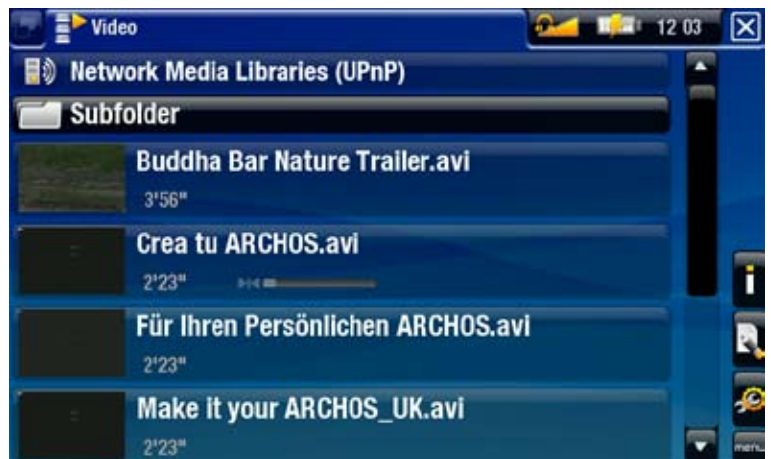 Video
12 03
Network Media Libraries (UPnP)
Subfolder
Buddha Bar Nature Trailer.avi
3'56"
Crea tu ARCHOS.avi
2'23"
Für Ihren Persönlichen ARCHOS.avi
2'23"
Make it your ARCHOS_UK.avi
2'23"
menu